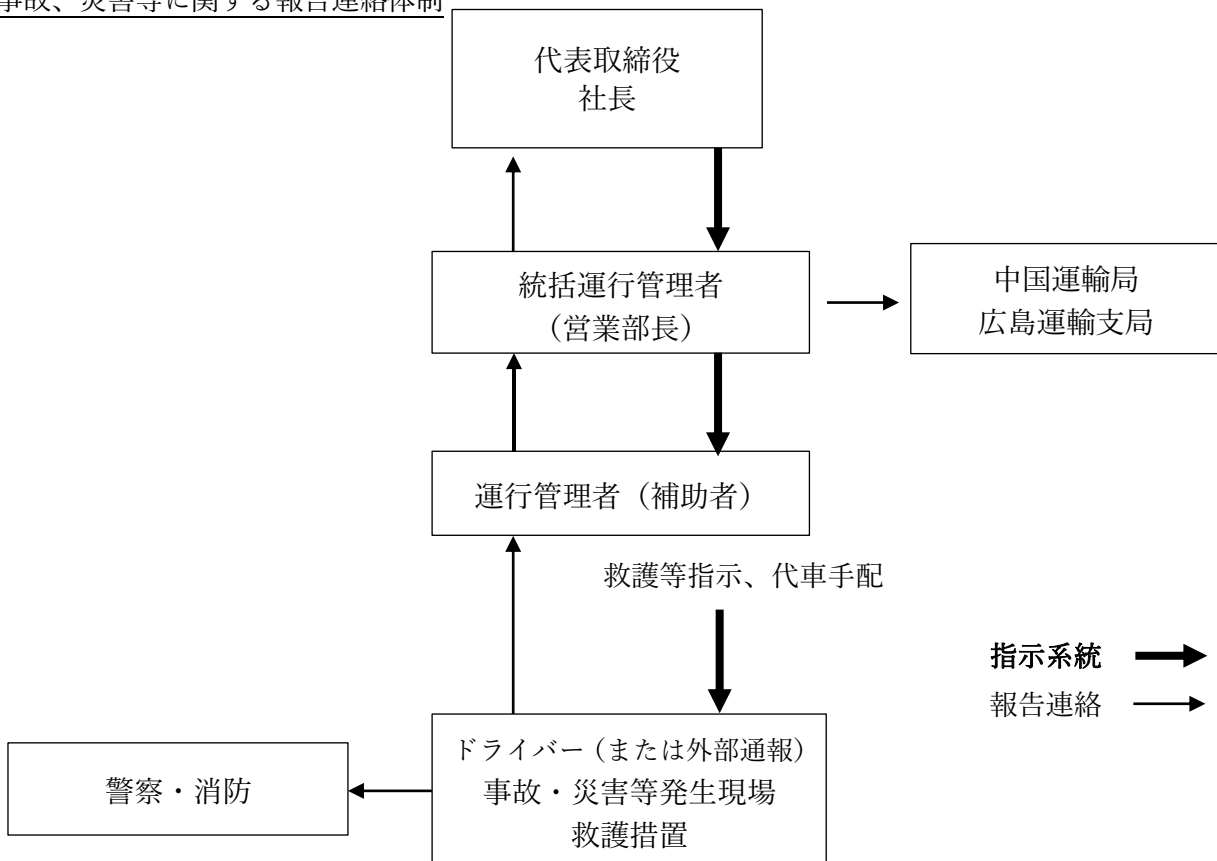 事故、災害等に関する報告連絡体制
代表取締役
社長
統括運行管理者
（営業部長）
中国運輸局
広島運輸支局
運行管理者（補助者）
救護等指示、代車手配
指示系統
報告連絡
ドライバー（または外部通報）
事故・災害等発生現場
救護措置
警察・消防